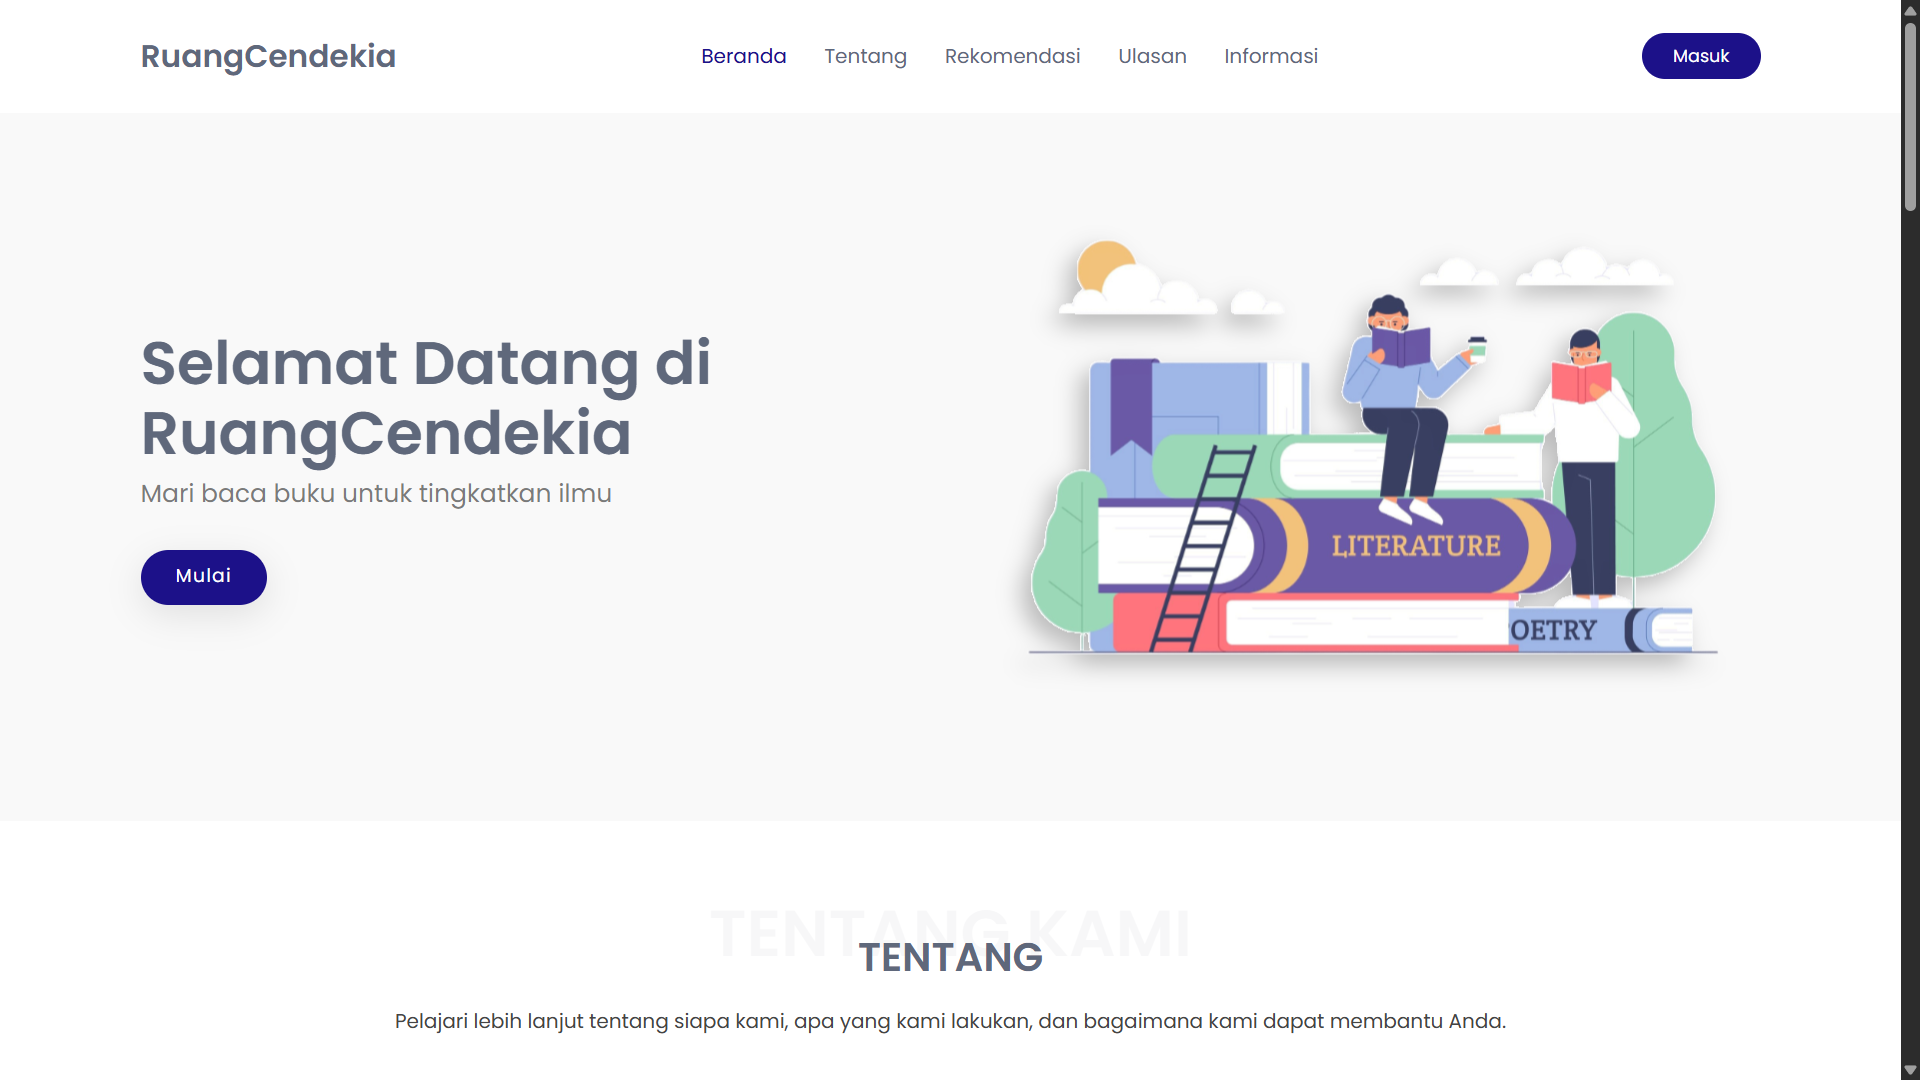 RuangCendekia
Beranda Tentang Rekomendasi Ulasan Informasi
Masuk
Selamat Datang di
RuangCendekia
Mari baca buku untuk tingkatkan ilmu
Mulai
LITERATURE
OETRY
TENTANG KAMI
TENTANG
Pelajari lebih lanjut tentang siapa kami, apa yang kami lakukan, dan bagaimana kami dapat membantu Anda.